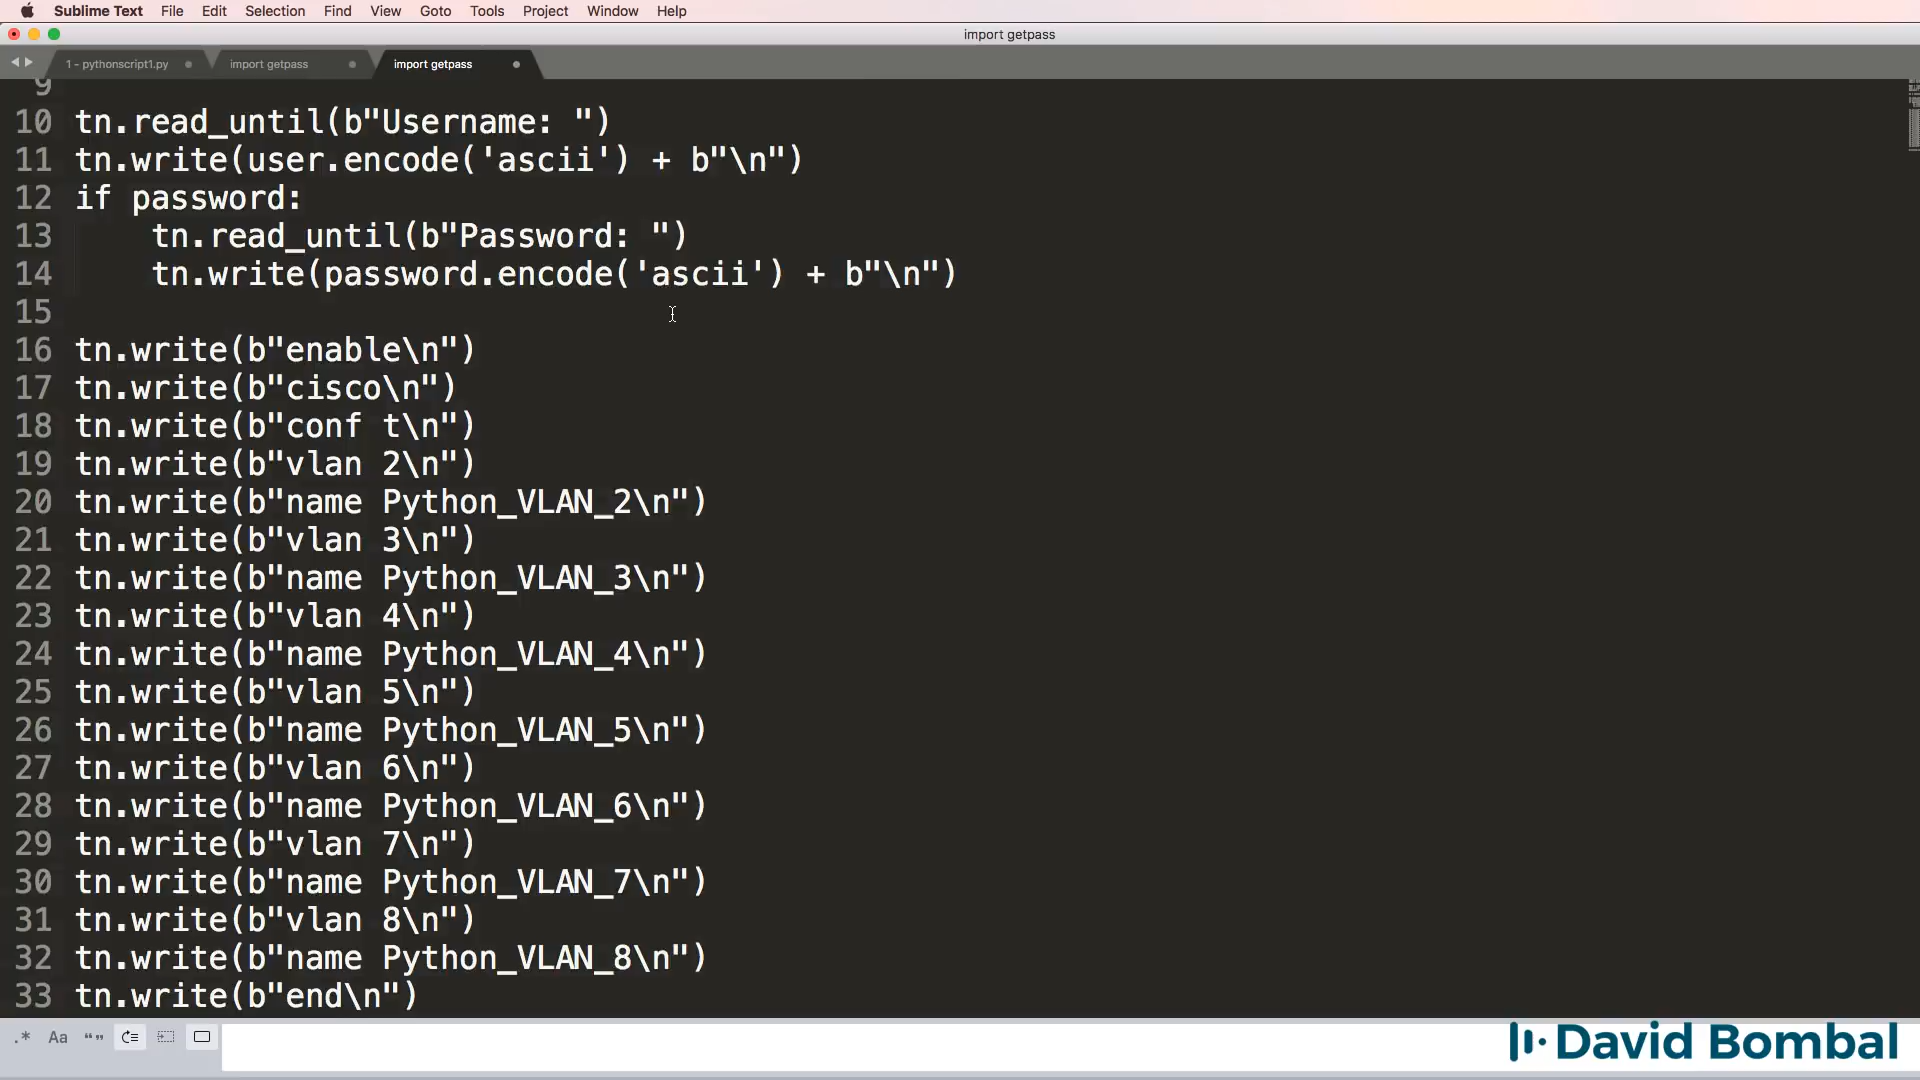 Sublime Text File Edit Selection Find View Goto Tools Project Window Help
import getpass
1 - pythonscript1.py import getpass import getpass
9
10 tn.read_until(b"Username: ")
11 tn.write(user.encode('ascii') + b"\n")
12 if password:
13     tn.read_until(b"Password: ")
14     tn.write(password.encode('ascii') + b"\n")
15
16 tn.write(b"enable\n")
17 tn.write(b"cisco\n")
18 tn.write(b"conf t\n")
19 tn.write(b"vlan 2\n")
20 tn.write(b"name Python_VLAN_2\n")
21 tn.write(b"vlan 3\n")
22 tn.write(b"name Python_VLAN_3\n")
23 tn.write(b"vlan 4\n")
24 tn.write(b"name Python_VLAN_4\n")
25 tn.write(b"vlan 5\n")
26 tn.write(b"name Python_VLAN_5\n")
27 tn.write(b"vlan 6\n")
28 tn.write(b"name Python_VLAN_6\n")
29 tn.write(b"vlan 7\n")
30 tn.write(b"name Python_VLAN_7\n")
31 tn.write(b"vlan 8\n")
32 tn.write(b"name Python_VLAN_8\n")
33 tn.write(b"end\n")
.* Aa “”
David Bombal